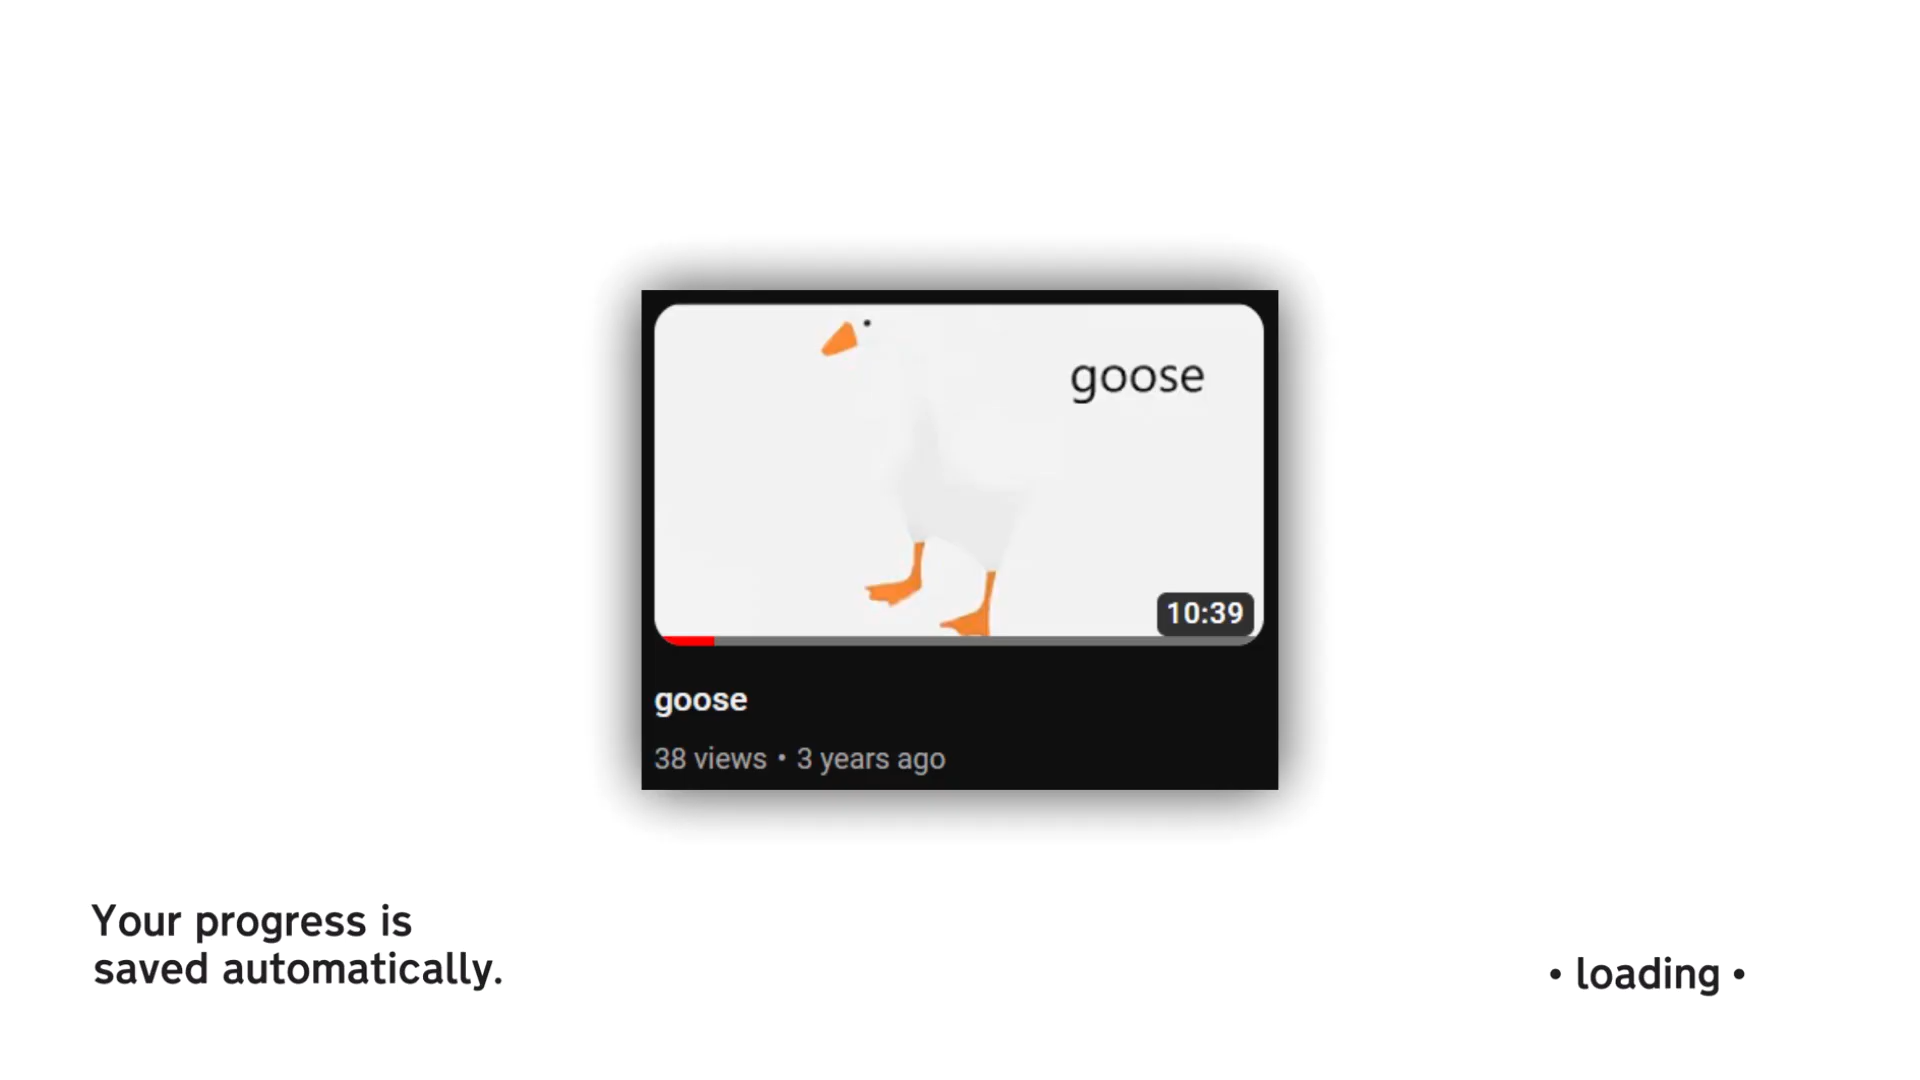 goose
10:39
goose
38 views • 3 years ago
Your progress is
saved automatically.
• loading •